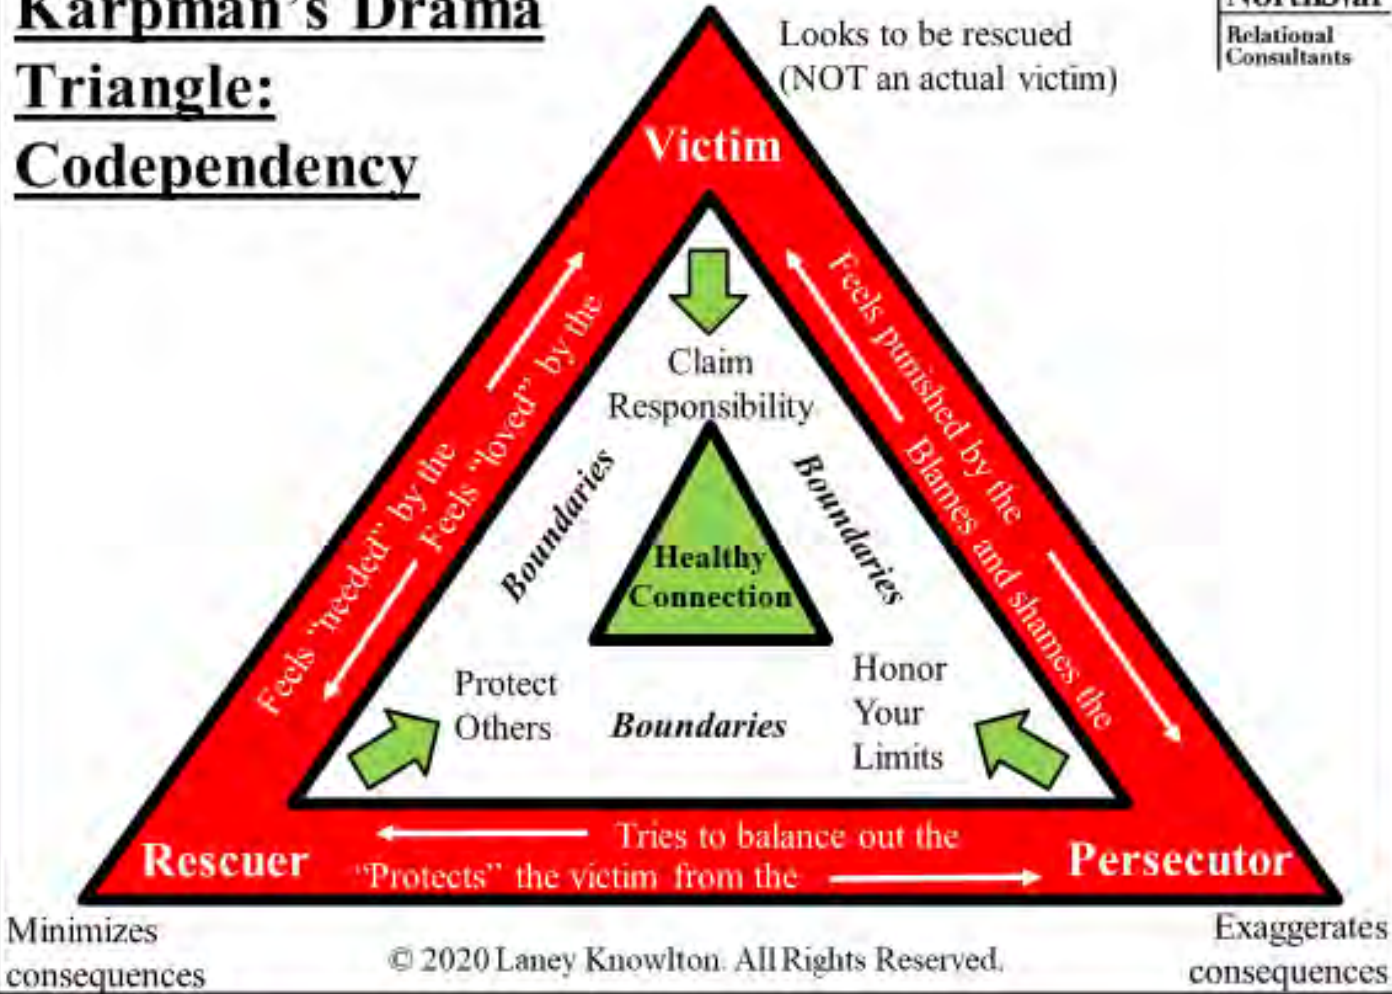 Karpman's Drama
Triangle:
Codependency
Looks to be rescued
(NOT an actual victim)
Relational
Consultants
Victim
Feels "needed" by the
Feels "loved" by the
Feels punished by the
Blames and shames the
Claim
Responsibility
Boundaries
Boundaries
Healthy
Connection
Protect
Others
Boundaries
Honor
Your
Limits
Tries to balance out the
"Protects" the victim from the
Rescuer
Persecutor
Minimizes
consequences
Exaggerates
consequences
© 2020 Laney Knowlton. All Rights Reserved.